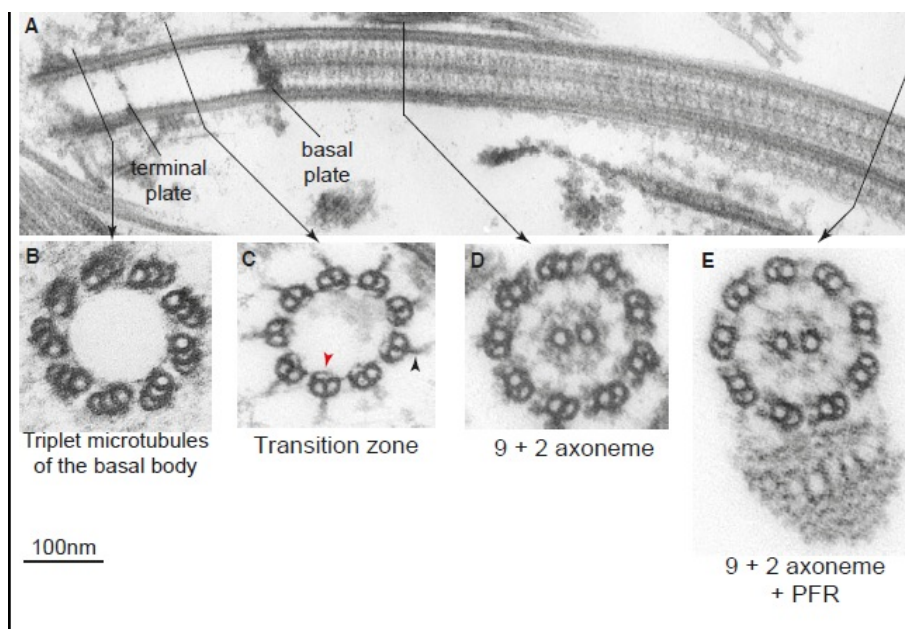 A
terminal
plate
basal
plate
B
C
D
E
Triplet microtubules
of the basal body
Transition zone
9 + 2 axoneme
9 + 2 axoneme
+ PFR
100nm